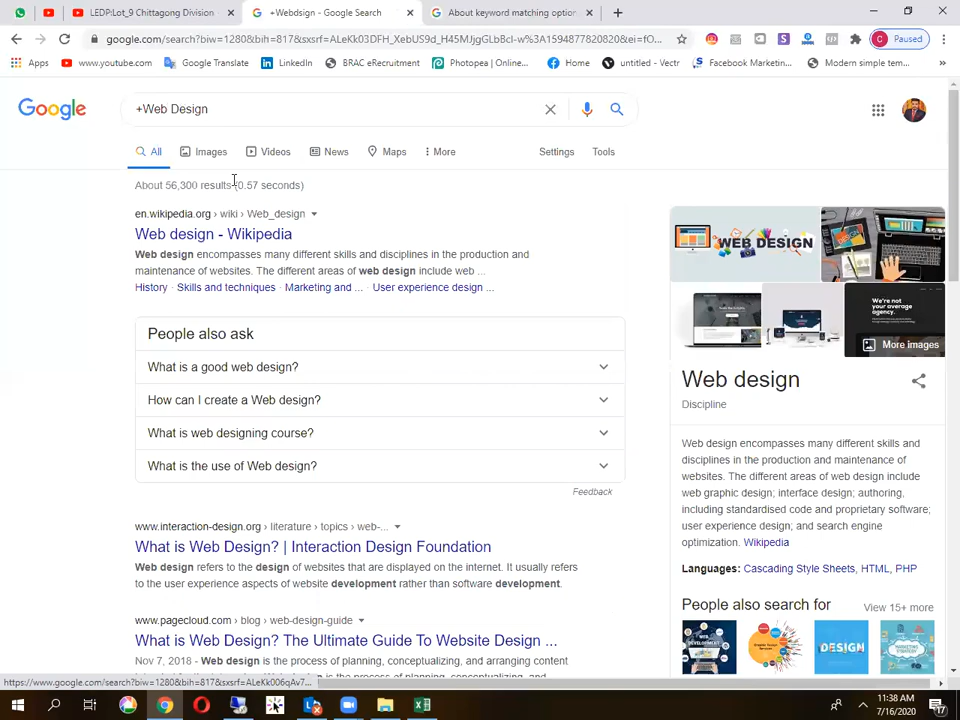 LEDP:Lot_9 Chittagong Division
+Webdsign - Google Search
About keyword matching option
google.com/search?biw=1280&bih=817&sxsrf=ALeKk03DFH_XebUS9d_H45MJjgGLbBcI-w%3A1594877820820&ei=fO...
Paused
Apps
www.youtube.com
Google Translate
LinkedIn
BRAC eRecruitment
Photopea | Online...
Home
untitled - Vectr
Facebook Marketin...
Modern simple tem...
Google
+Web Design
All
Images
Videos
News
Maps
More
Settings
Tools
About 56,300 results (0.57 seconds)
en.wikipedia.org › wiki › Web_design
Web design - Wikipedia
Web design encompasses many different skills and disciplines in the production and
maintenance of websites. The different areas of web design include web ...
History · Skills and techniques · Marketing and ... · User experience design ...
People also ask
What is a good web design?
How can I create a Web design?
What is web designing course?
What is the use of Web design?
Feedback
www.interaction-design.org › literature › topics › web-...
What is Web Design? | Interaction Design Foundation
Web design refers to the design of websites that are displayed on the internet. It usually refers
to the user experience aspects of website development rather than software development.
www.pagecloud.com › blog › web-design-guide
What is Web Design? The Ultimate Guide To Website Design ...
Nov 7, 2018 - Web design is the process of planning, conceptualizing, and arranging content
WEB DESIGN
We're not
your average
agency.
More images
Web design
Discipline
Web design encompasses many different skills and
disciplines in the production and maintenance of
websites. The different areas of web design include
web graphic design; interface design; authoring,
including standardised code and proprietary software;
user experience design; and search engine
optimization. Wikipedia
Languages: Cascading Style Sheets, HTML, PHP
People also search for
View 15+ more
DESIGN
https://www.google.com/search?biw=1280&bih=817&sxsrf=ALeKk006qAv7...
11:38 AM
7/16/2020
17